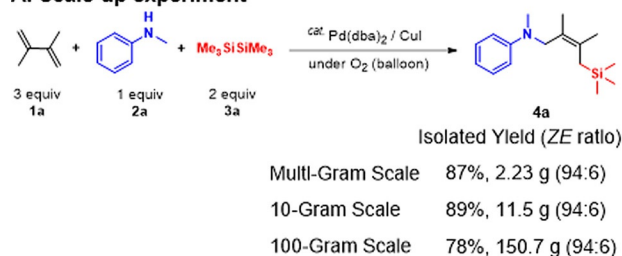 A. Scale-up experiment
H
N
+ + Me3SiSiMe3
cat. Pd(dba)2 / CuI
under O2 (balloon)
N
Si
3 equiv 1 equiv 2 equiv
1a 2a 3a 4a
Isolated Yield (ZE ratio)
Multi-Gram Scale 87%, 2.23 g (94:6)
10-Gram Scale 89%, 11.5 g (94:6)
100-Gram Scale 78%, 150.7 g (94:6)